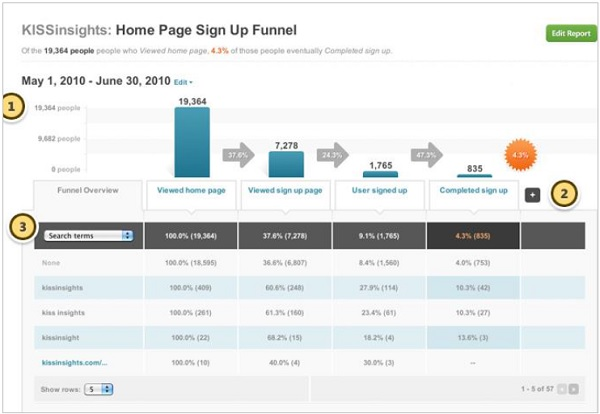 KISSinsights: Home Page Sign Up Funnel
Edit Report
Of the 19,364 people people who Viewed home page, 4.3% of those people eventually Completed sign up.
May 1, 2010 - June 30, 2010 Edit
1
19,364 people
9,682 people
0 people
19,364
37.6%
7,278
24.3%
1,765
47.3%
835
4.3%
Funnel Overview
Viewed home page
Viewed sign up page
User signed up
Completed sign up
+
2
3
Search terms 100.0% (19,364) 37.6% (7,278) 9.1% (1,765) 4.3% (835)
None 100.0% (18,595) 36.6% (6,807) 8.4% (1,560) 4.0% (753)
kissinsights 100.0% (409) 60.6% (248) 27.9% (114) 10.3% (42)
kiss insights 100.0% (261) 61.3% (160) 23.4% (61) 10.3% (27)
kissinsight 100.0% (22) 68.2% (15) 18.2% (4) 13.6% (3)
kissinsights.com/... 100.0% (10) 40.0% (4) 30.0% (3) --
Show rows: 5
1 - 5 of 57